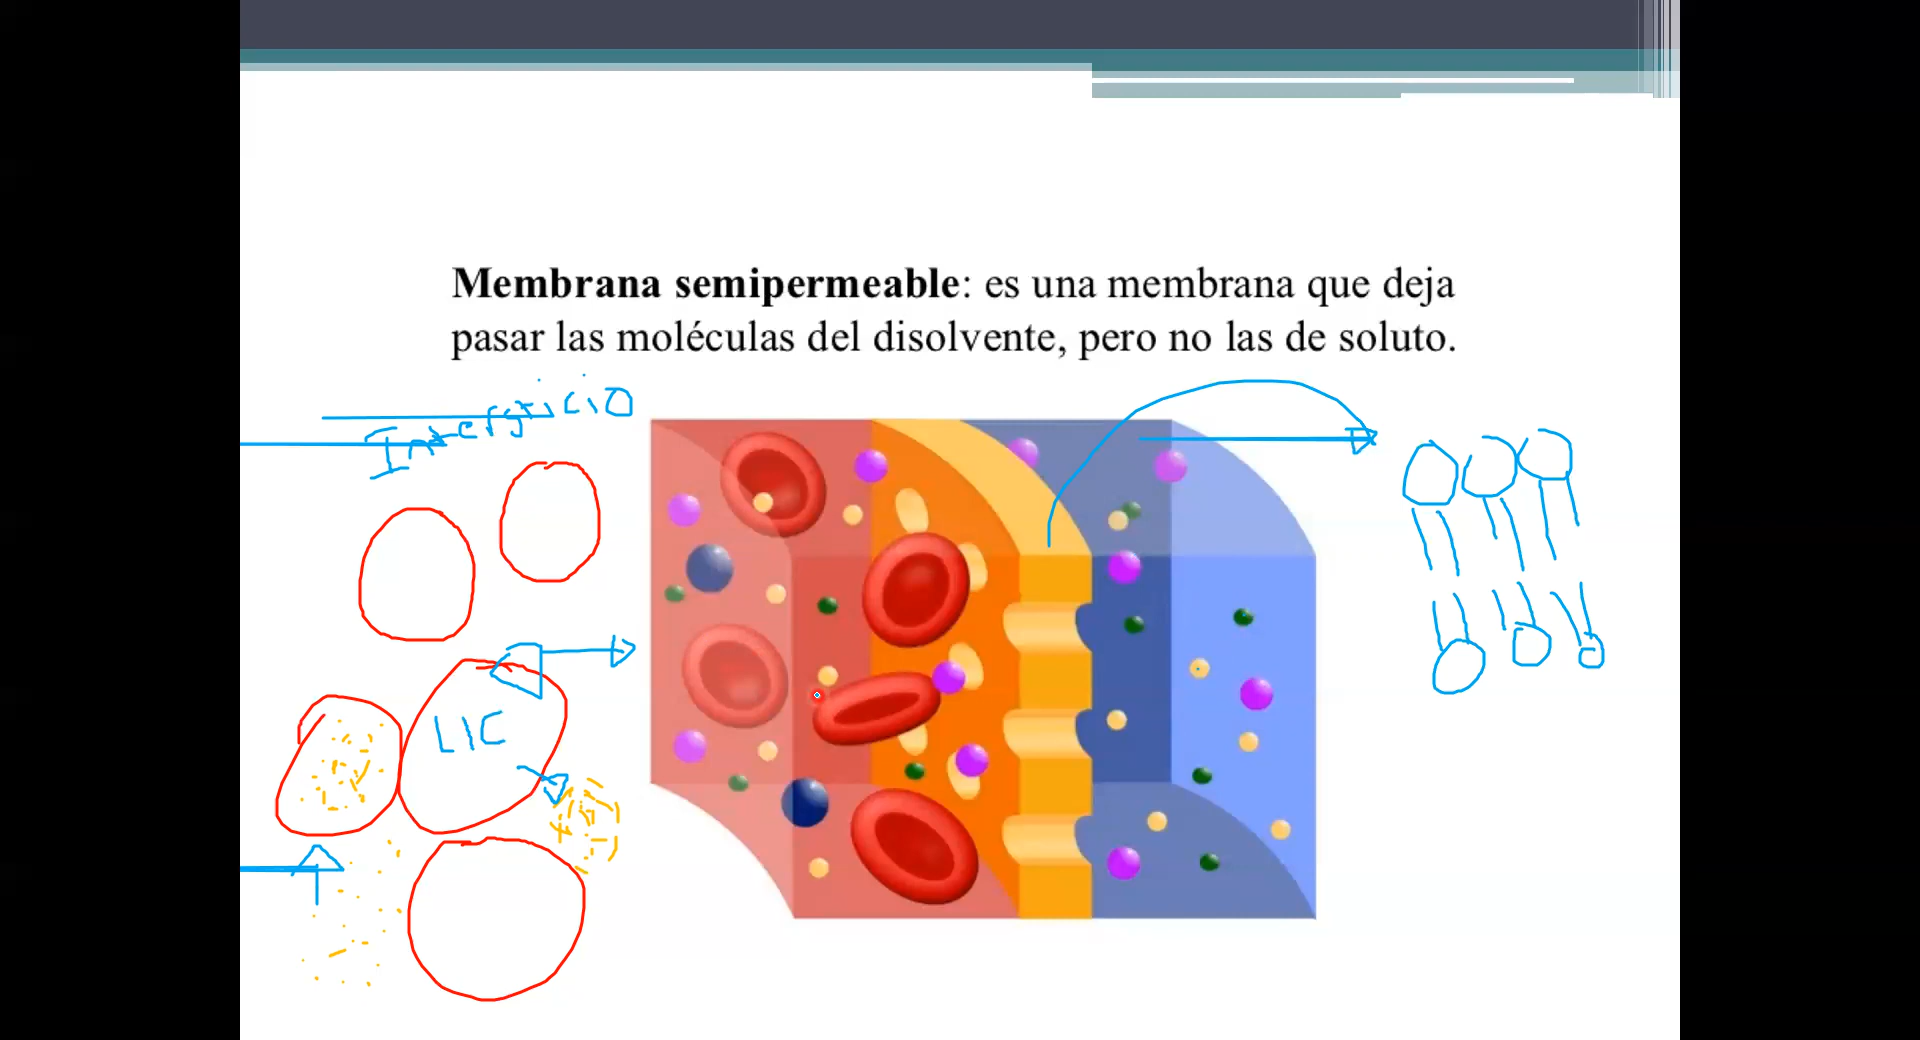 Membrana semipermeable: es una membrana que deja
pasar las moléculas del disolvente, pero no las de soluto.
Intersticio
LIC